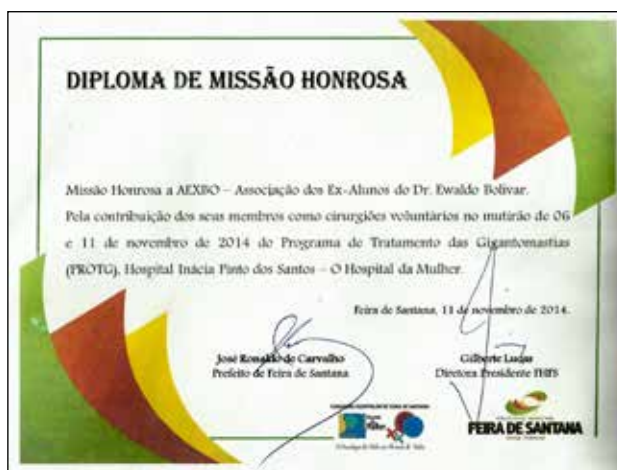 DIPLOMA DE MISSÃO HONROSA
Missão Honrosa a AEXBO – Associação dos Ex-Alunos do Dr. Ewaldo Bolivar.
Pela contribuição dos seus membros como cirurgiões voluntários no mutirão de 06
e 11 de novembro de 2014 do Programa de Tratamento das Gigantomastias
(PROTG), Hospital Inácia Pinto dos Santos – O Hospital da Mulher.
Feira de Santana, 11 de novembro de 2014.
José Ronaldo de Carvalho
Prefeito de Feira de Santana
Gilberte Lucas
Diretora Presidente FHFS
FEIRA DE SANTANA